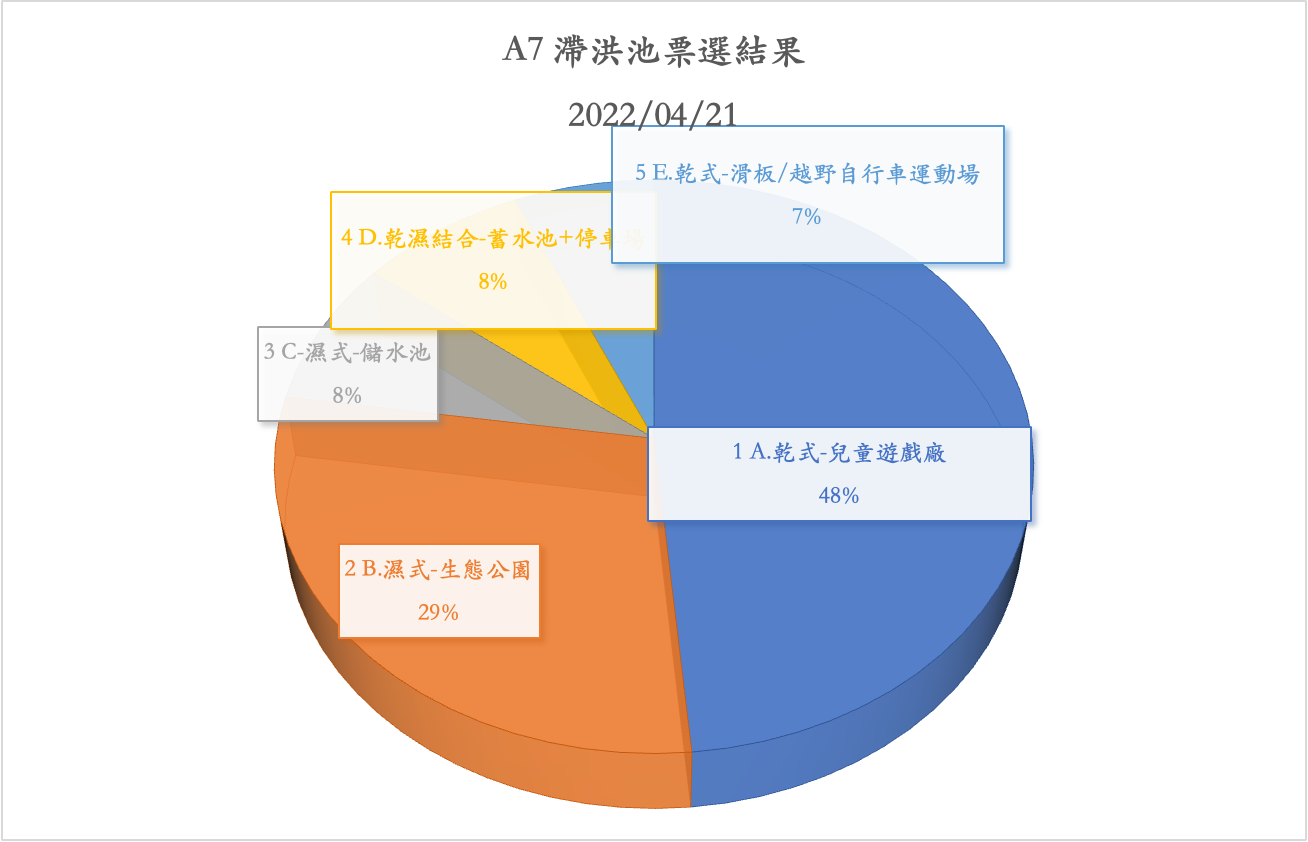 A7 滯洪池票選結果
2022/04/21
5 E.乾式-滑板/越野自行車運動場
7%
4 D.乾濕結合-蓄水池+停車場
8%
3 C-濕式-儲水池
8%
1 A.乾式-兒童遊戲廠
48%
2 B.濕式-生態公園
29%